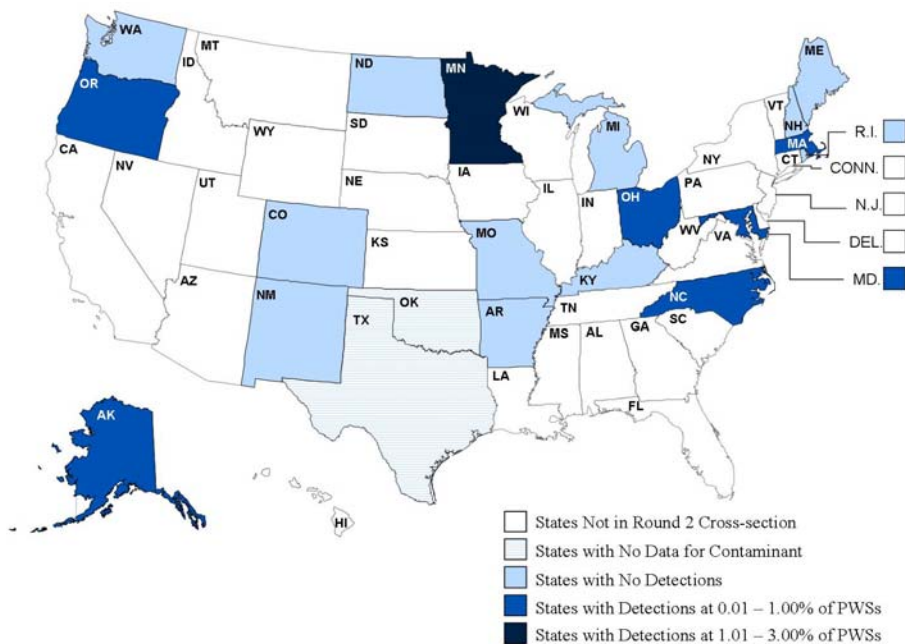 WA
MT
ND
MN
ME
ID
OR
VT
NH
WI
MI
R.I.
SD
MA
WY
CT
NY
CONN.
CA
NV
IA
PA
NE
N.J.
UT
IL
IN
OH
CO
MO
WV
VA
DEL.
KS
KY
MD.
AZ
NM
OK
TN
NC
TX
AR
MS
AL
GA
SC
LA
FL
AK
HI
States Not in Round 2 Cross-section
States with No Data for Contaminant
States with No Detections
States with Detections at 0.01 – 1.00% of PWSs
States with Detections at 1.01 – 3.00% of PWSs